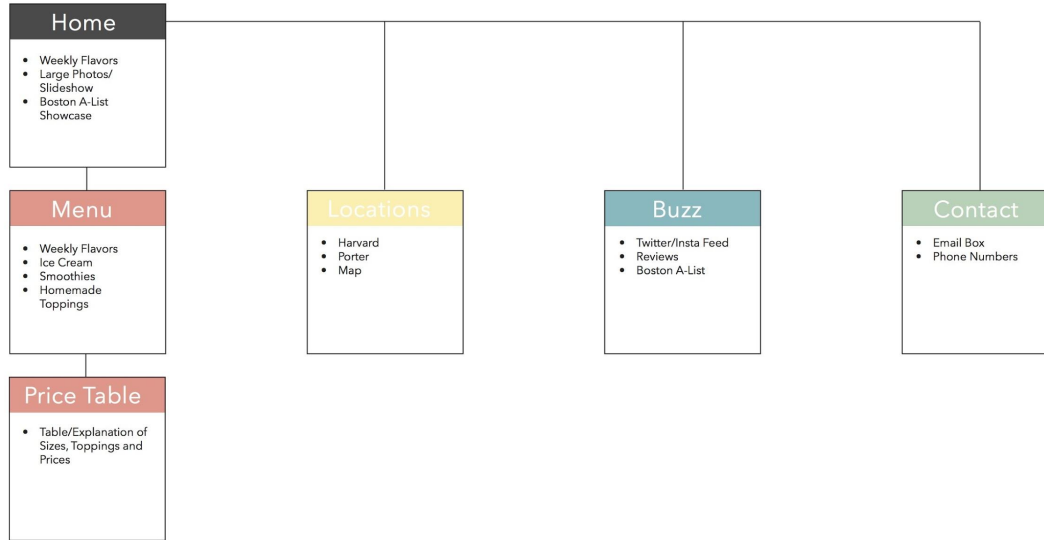 Home
• Weekly Flavors
• Large Photos/
Slideshow
• Boston A-List
Showcase
Menu
• Weekly Flavors
• Ice Cream
• Smoothies
• Homemade
Toppings
Locations
• Harvard
• Porter
• Map
Buzz
• Twitter/Insta Feed
• Reviews
• Boston A-List
Contact
• Email Box
• Phone Numbers
Price Table
• Table/Explanation of
Sizes, Toppings and
Prices